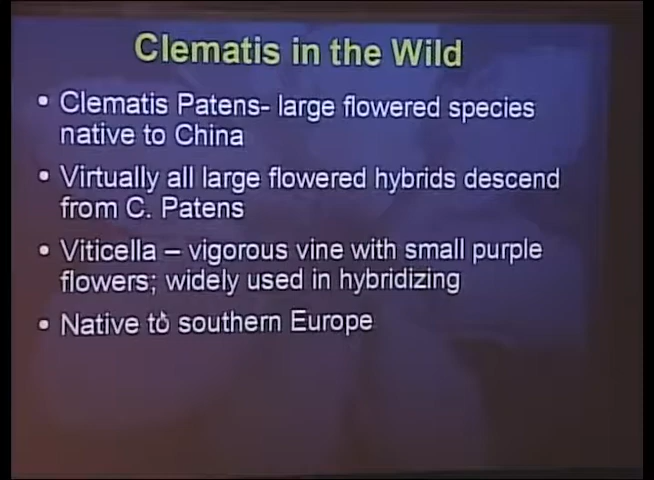 Clematis in the Wild
• Clematis Patens- large flowered species
native to China
• Virtually all large flowered hybrids descend
from C. Patens
• Viticella – vigorous vine with small purple
flowers; widely used in hybridizing
• Native to southern Europe